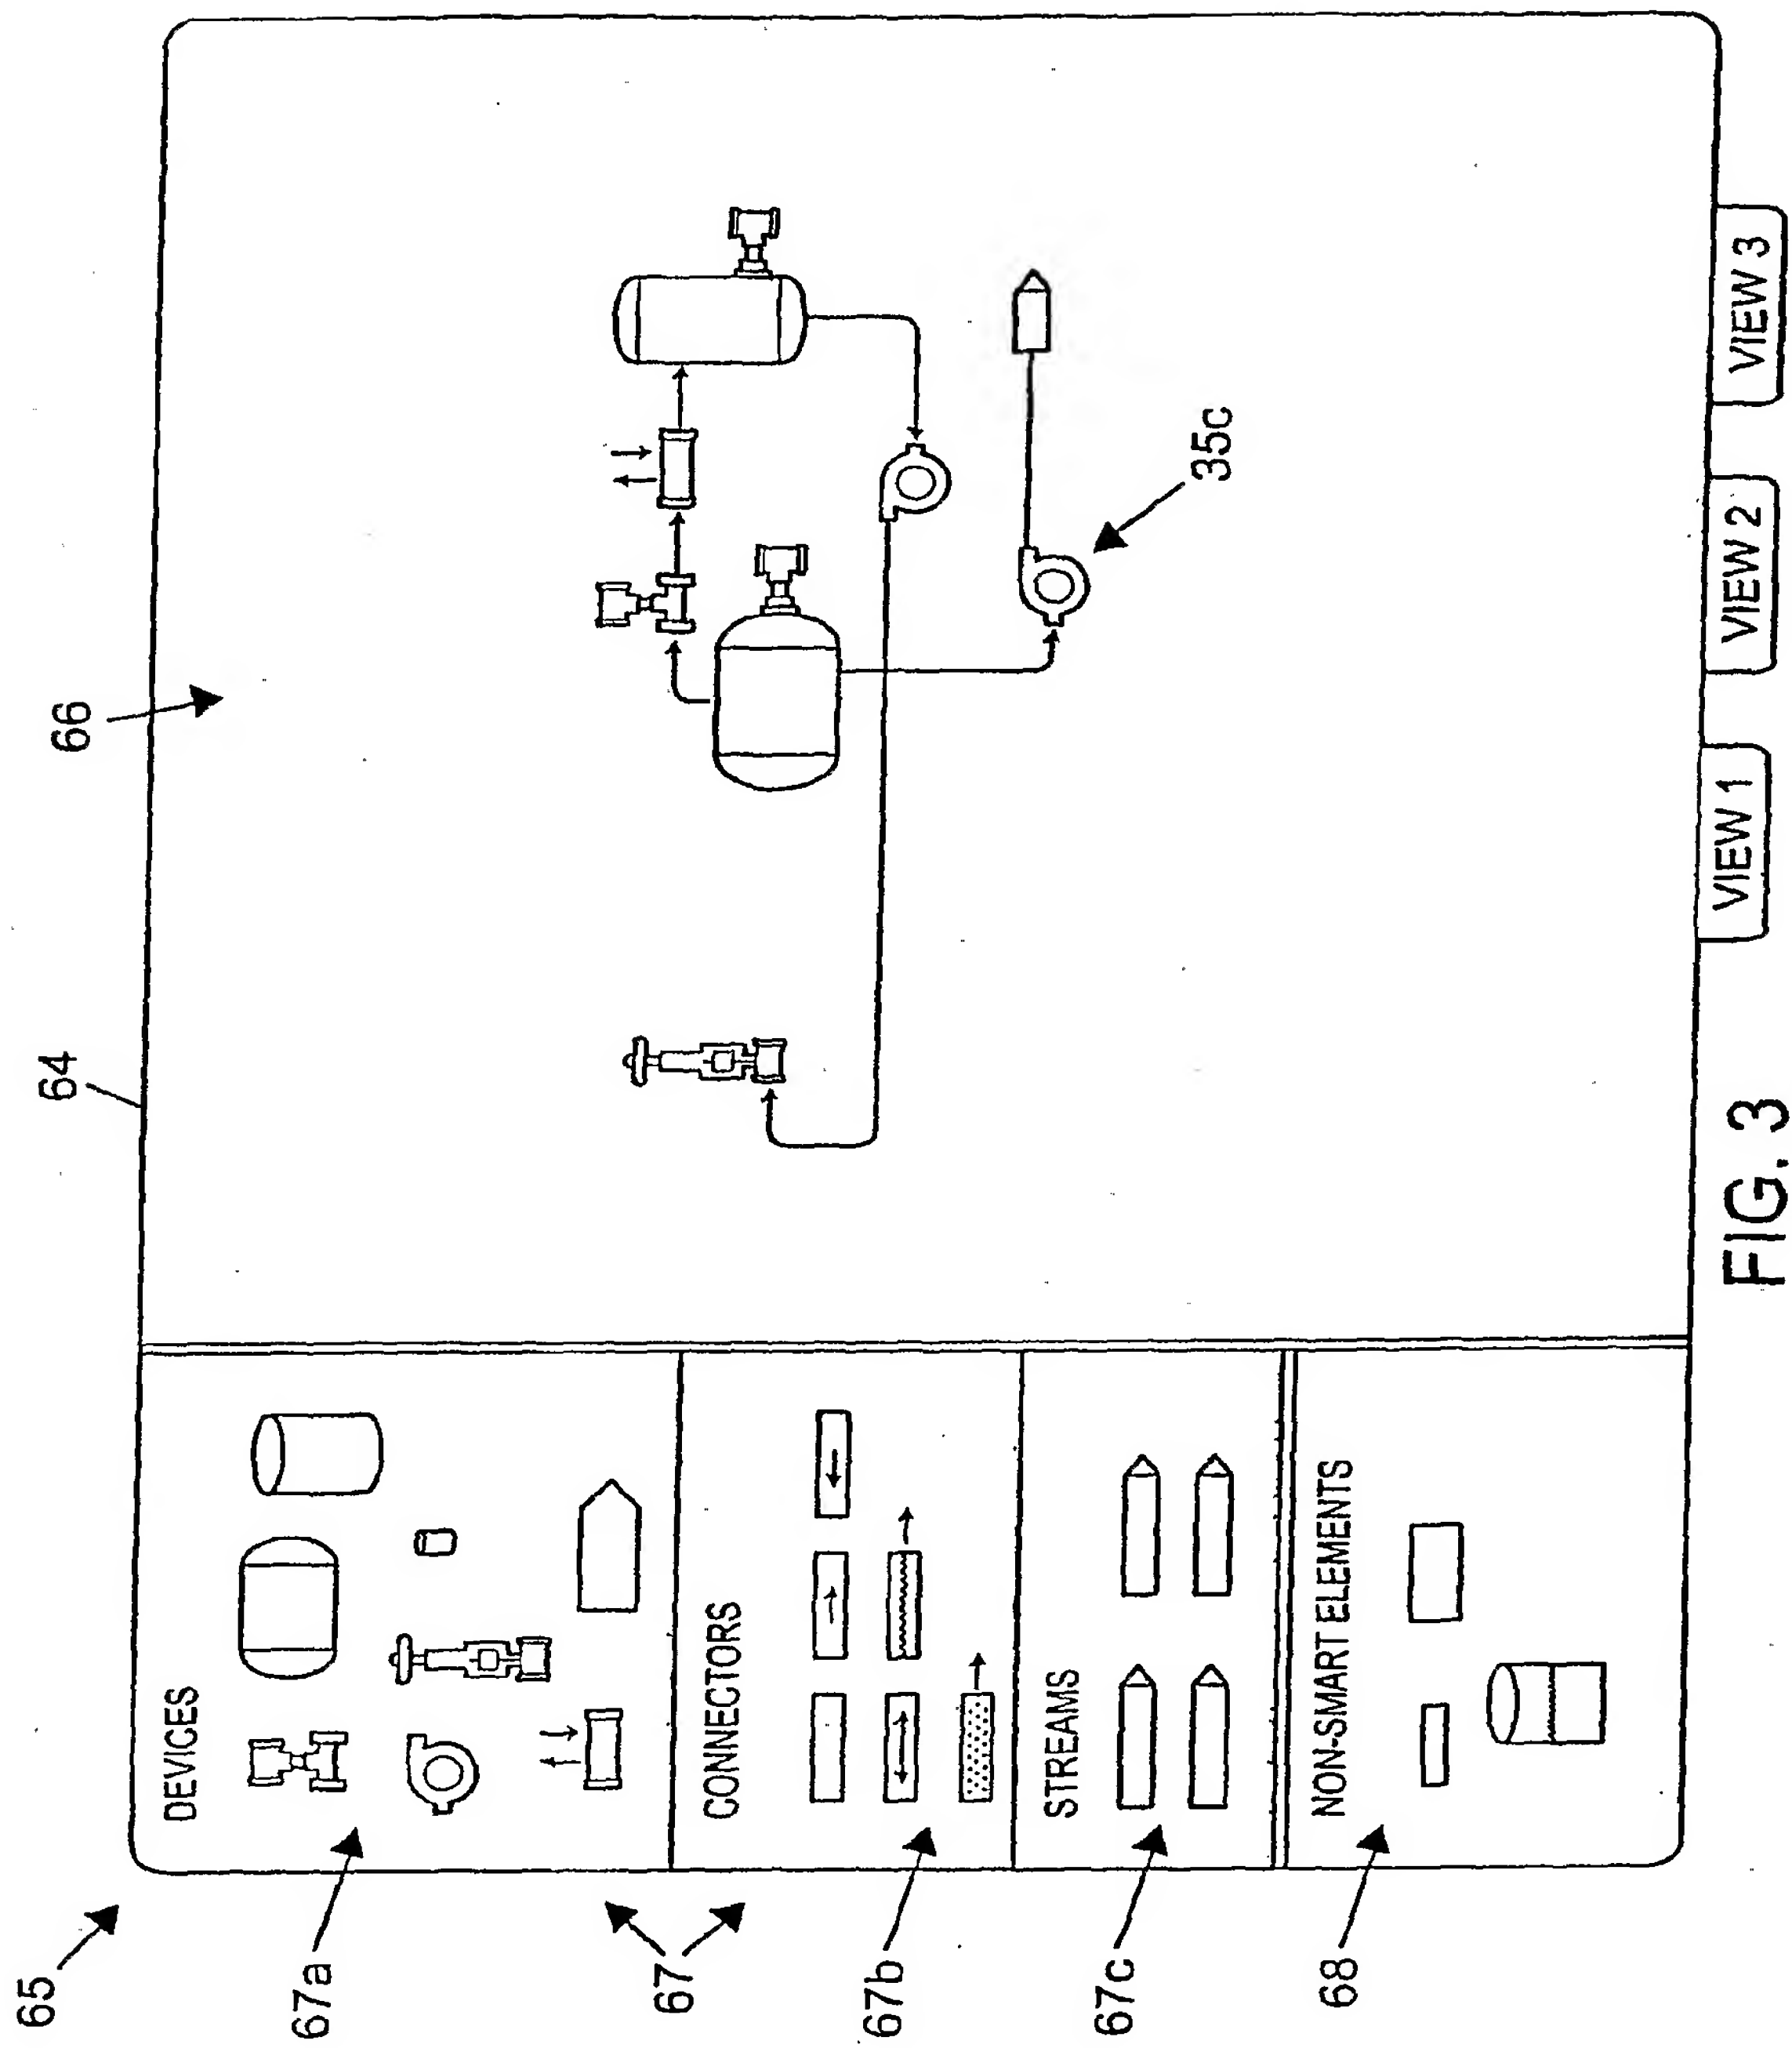 65
64
66
67a
DEVICES
67
CONNECTORS
67b
STREAMS
67c
NON-SMART ELEMENTS
68
35c
VIEW 1
VIEW 2
VIEW 3
FIG. 3